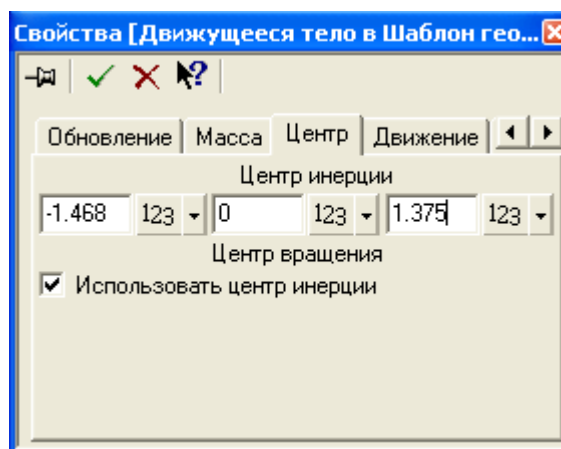 Свойства [Движущееся тело в Шаблон гео...
Обновление Масса Центр Движение
Центр инерции
-1.468 123 0 123 1.375 123
Центр вращения
Использовать центр инерции